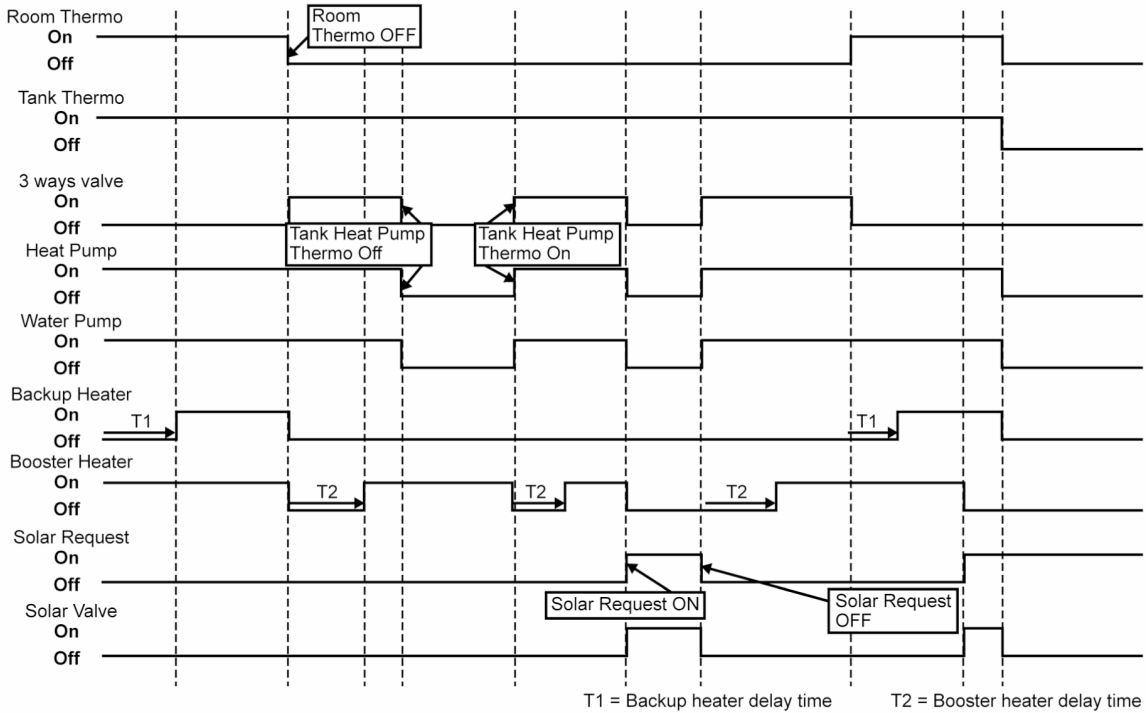 Room Thermo
On
Off
Room
Thermo OFF
Tank Thermo
On
Off
3 ways valve
On
Off
Tank Heat Pump
Thermo Off
Tank Heat Pump
Thermo On
Heat Pump
On
Off
Water Pump
On
Off
Backup Heater
On
Off
T1
T1
Booster Heater
On
Off
T2
T2
T2
Solar Request
On
Off
Solar Request ON
Solar Request
OFF
Solar Valve
On
Off
T1 = Backup heater delay time
T2 = Booster heater delay time